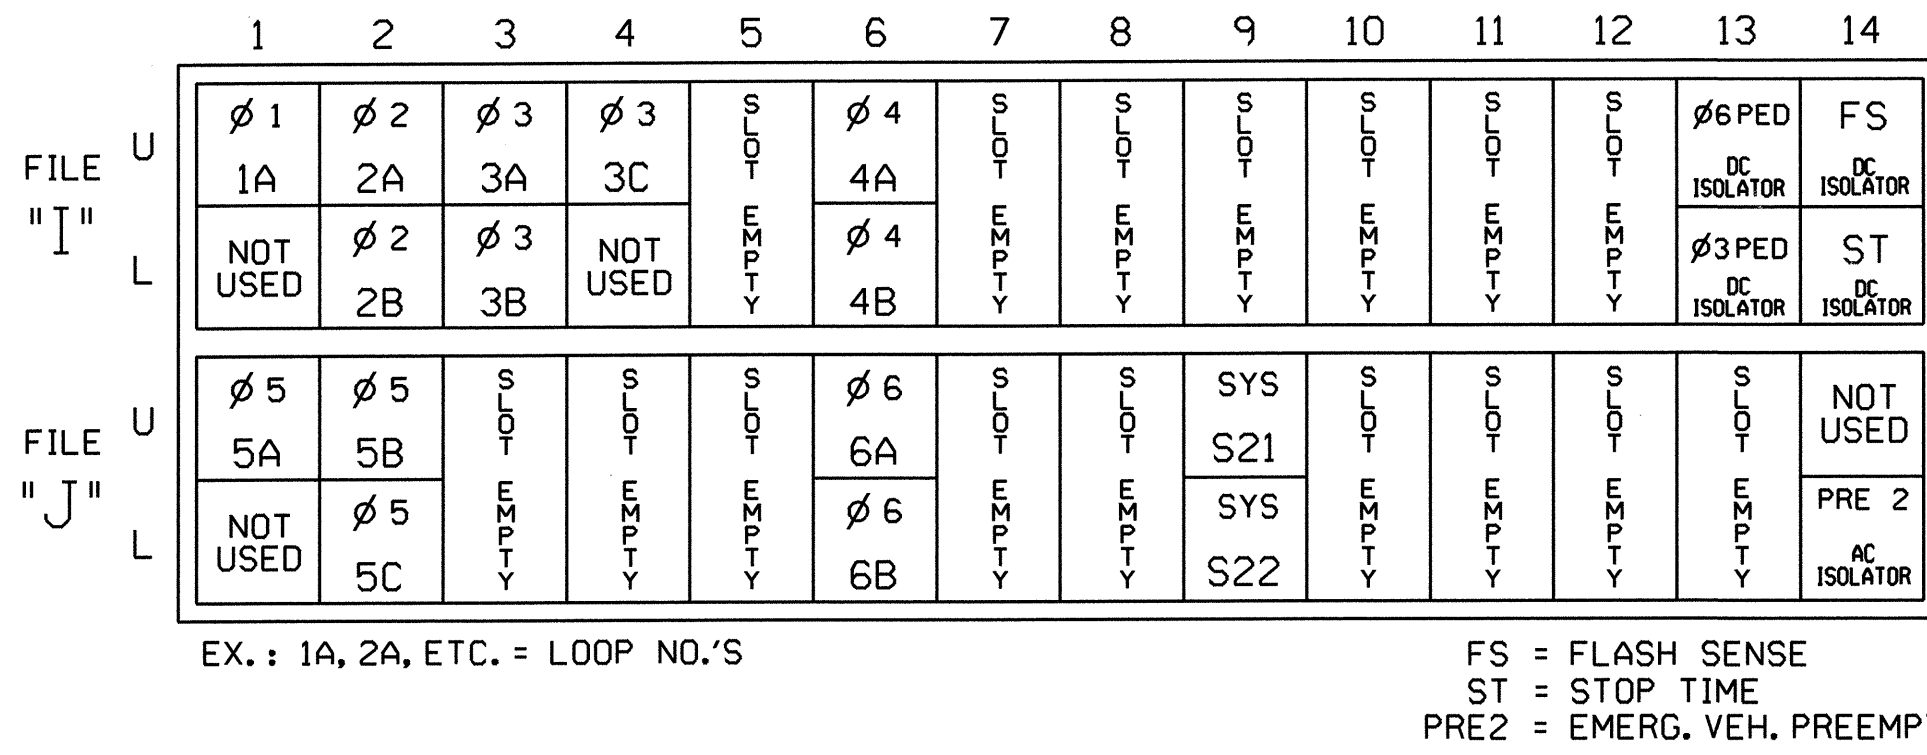 1 2 3 4 5 6 7 8 9 10 11 12 13 14
FILE "I"
U
L
Ø 1 1A
NOT USED
Ø 2 2A
Ø 2 2B
Ø 3 3A
Ø 3 3B
Ø 3 3C
NOT USED
SLOT EMPTY
Ø 4 4A
Ø 4 4B
SLOT EMPTY
SLOT EMPTY
SLOT EMPTY
SLOT EMPTY
SLOT EMPTY
SLOT EMPTY
Ø6 PED DC ISOLATOR
Ø3 PED DC ISOLATOR
FS DC ISOLATOR
ST DC ISOLATOR
FILE "J"
U
L
Ø 5 5A
NOT USED
Ø 5 5B
Ø 5 5C
SLOT EMPTY
SLOT EMPTY
SLOT EMPTY
Ø 6 6A
Ø 6 6B
SLOT EMPTY
SLOT EMPTY
SYS S21
SYS S22
SLOT EMPTY
SLOT EMPTY
SLOT EMPTY
SLOT EMPTY
NOT USED
PRE 2 AC ISOLATOR
EX.: 1A, 2A, ETC. = LOOP NO.'S
FS = FLASH SENSE
ST = STOP TIME
PRE2 = EMERG. VEH. PREEMP